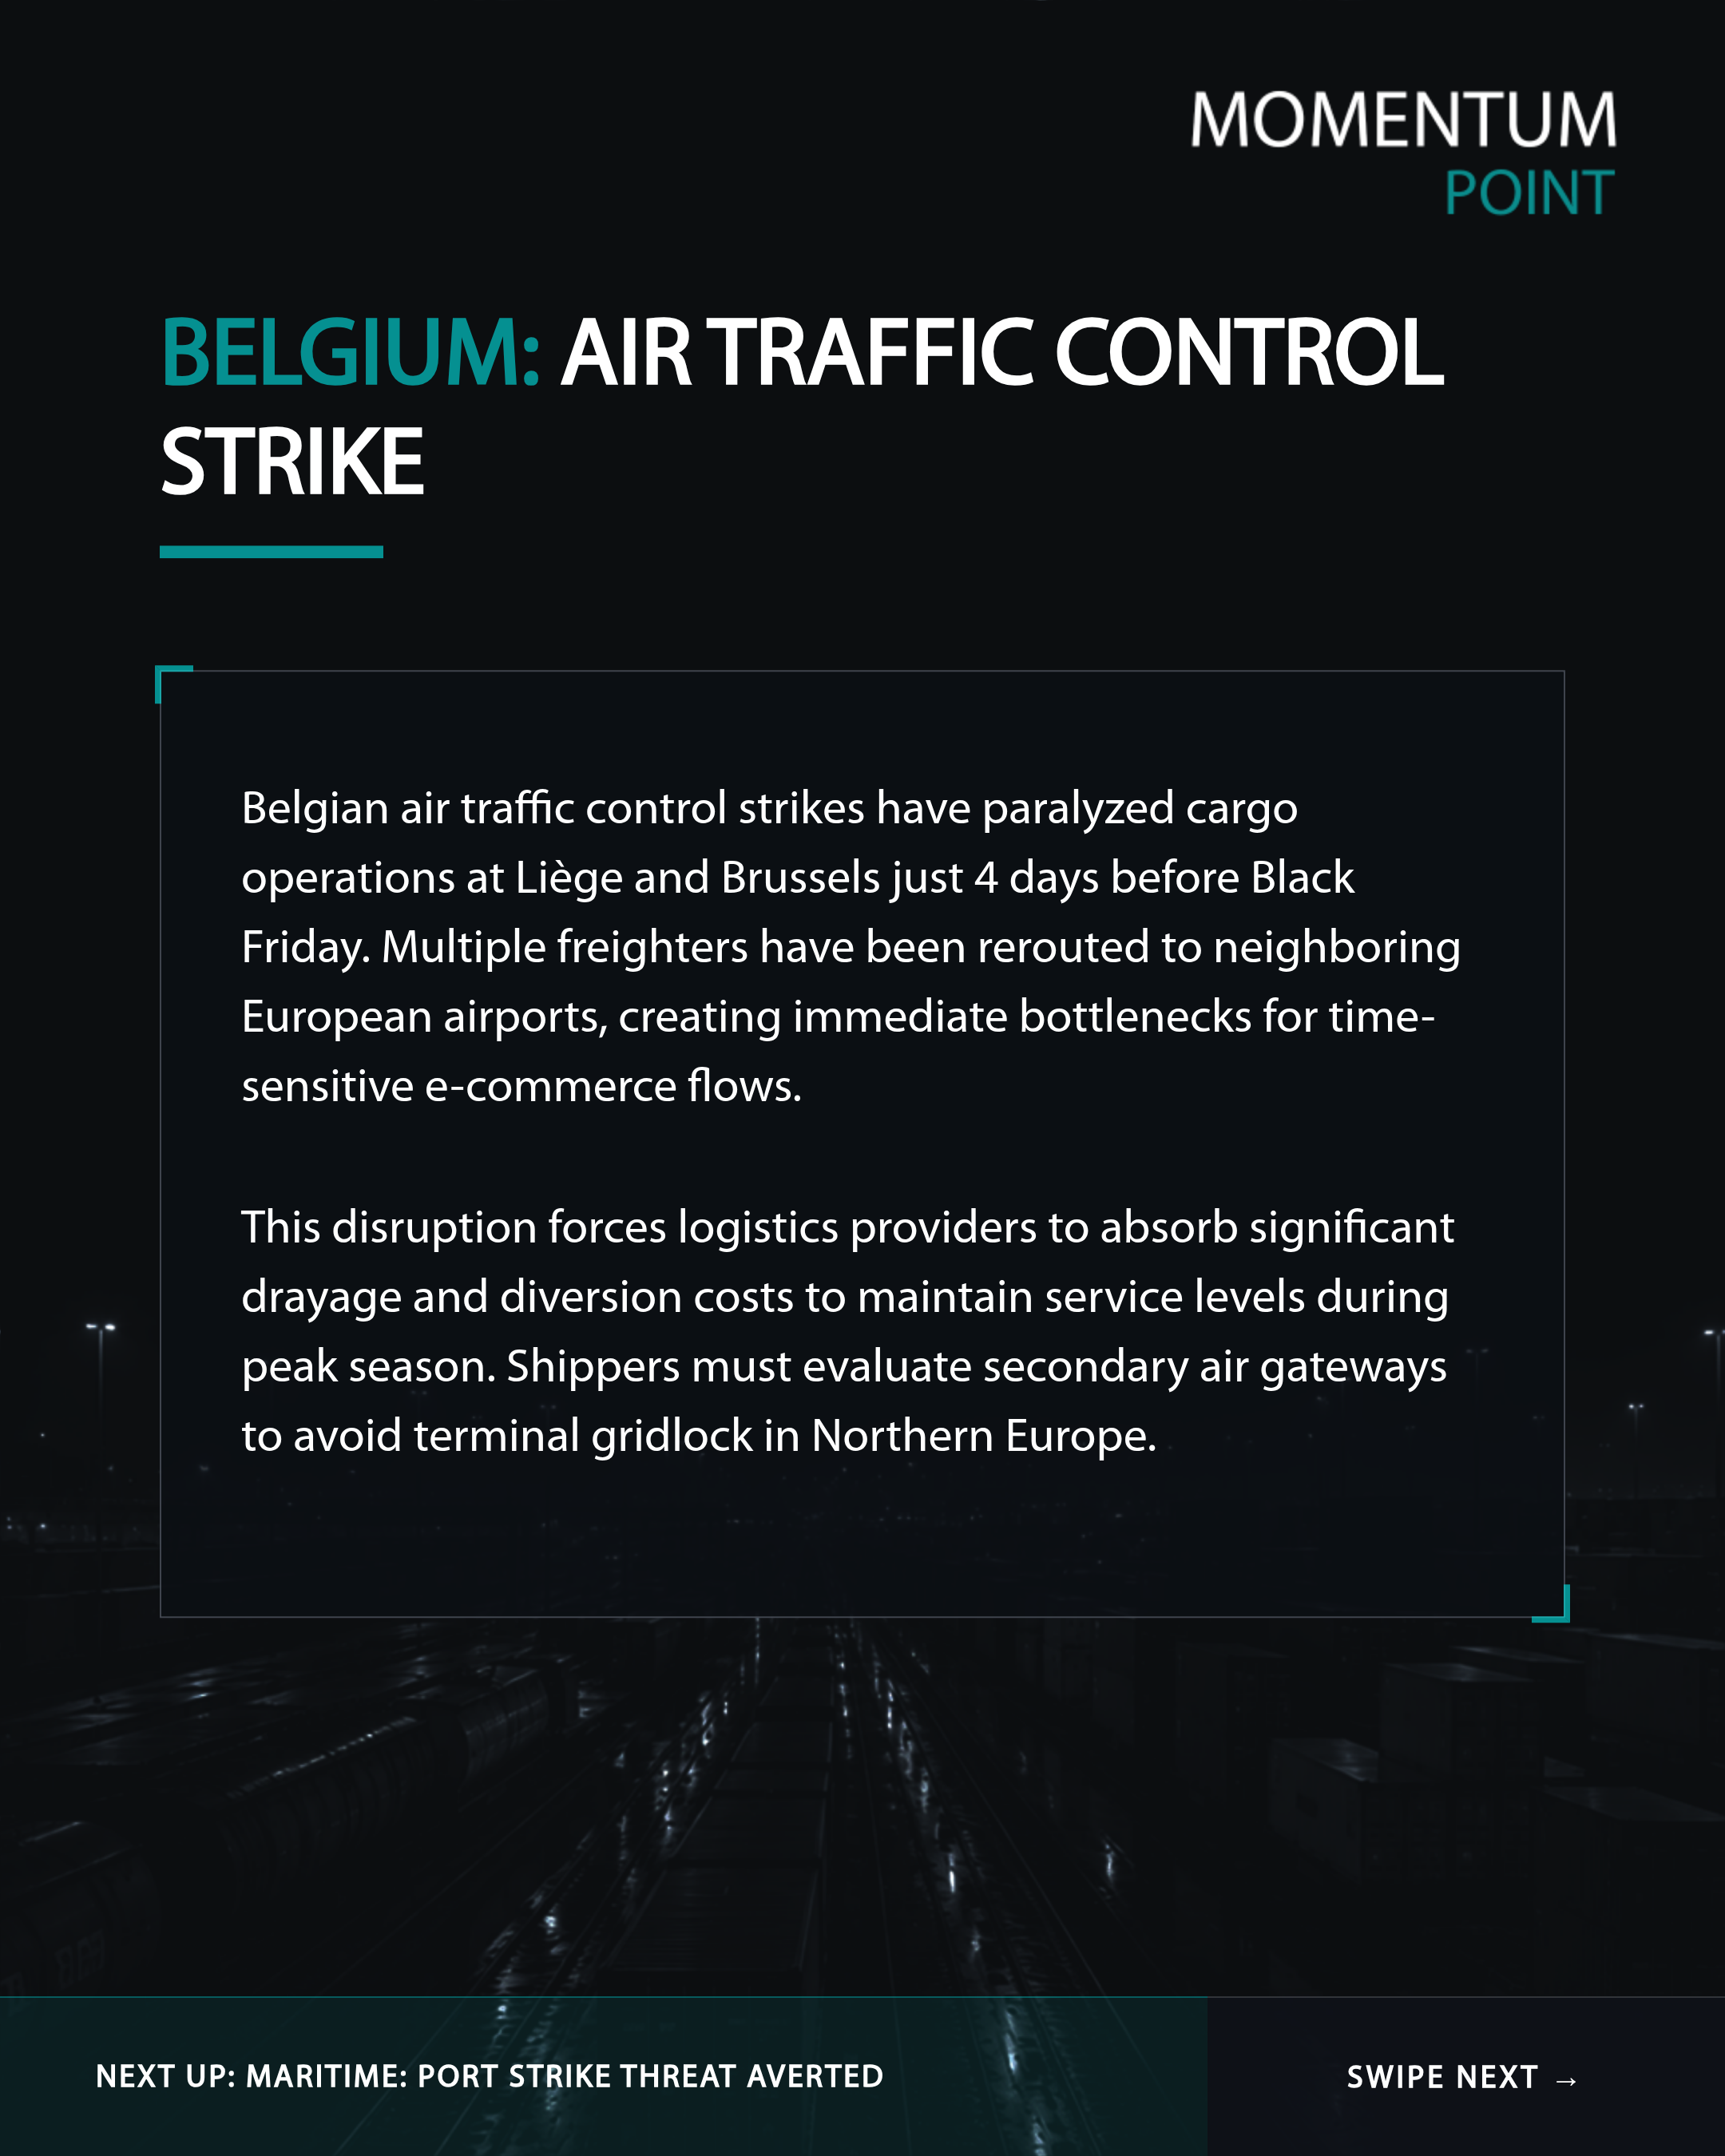 MOMENTUM
POINT
BELGIUM: AIR TRAFFIC CONTROL
STRIKE
Belgian air traffic control strikes have paralyzed cargo
operations at Liège and Brussels just 4 days before Black
Friday. Multiple freighters have been rerouted to neighboring
European airports, creating immediate bottlenecks for time-
sensitive e-commerce flows.
This disruption forces logistics providers to absorb significant
drayage and diversion costs to maintain service levels during
peak season. Shippers must evaluate secondary air gateways
to avoid terminal gridlock in Northern Europe.
NEXT UP: MARITIME: PORT STRIKE THREAT AVERTED
SWIPE NEXT →